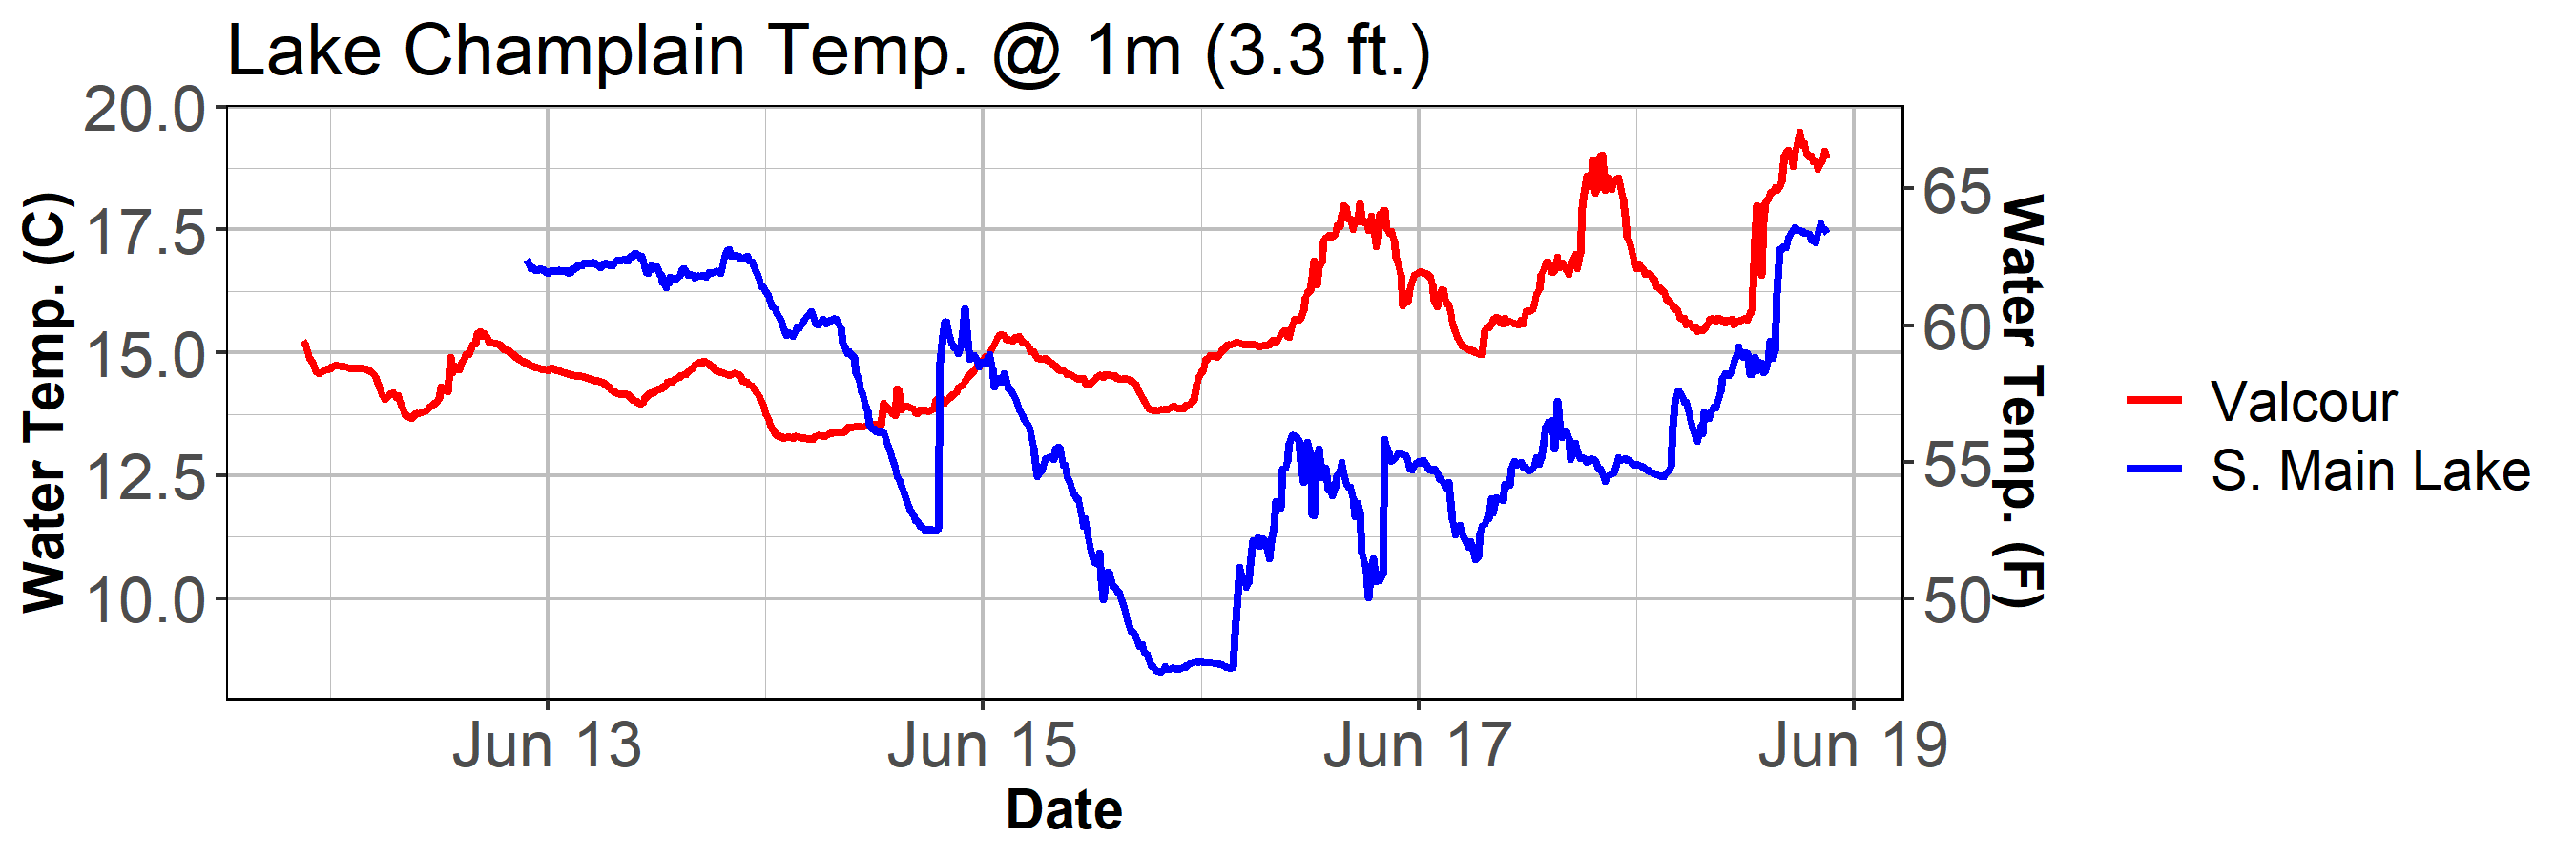 Lake Champlain Temp. @ 1m (3.3 ft.)
Water Temp. (C)
20.0
17.5
15.0
12.5
10.0
Water Temp. (F)
65
60
55
50
Jun 13
Jun 15
Jun 17
Jun 19
Date
Valcour
S. Main Lake